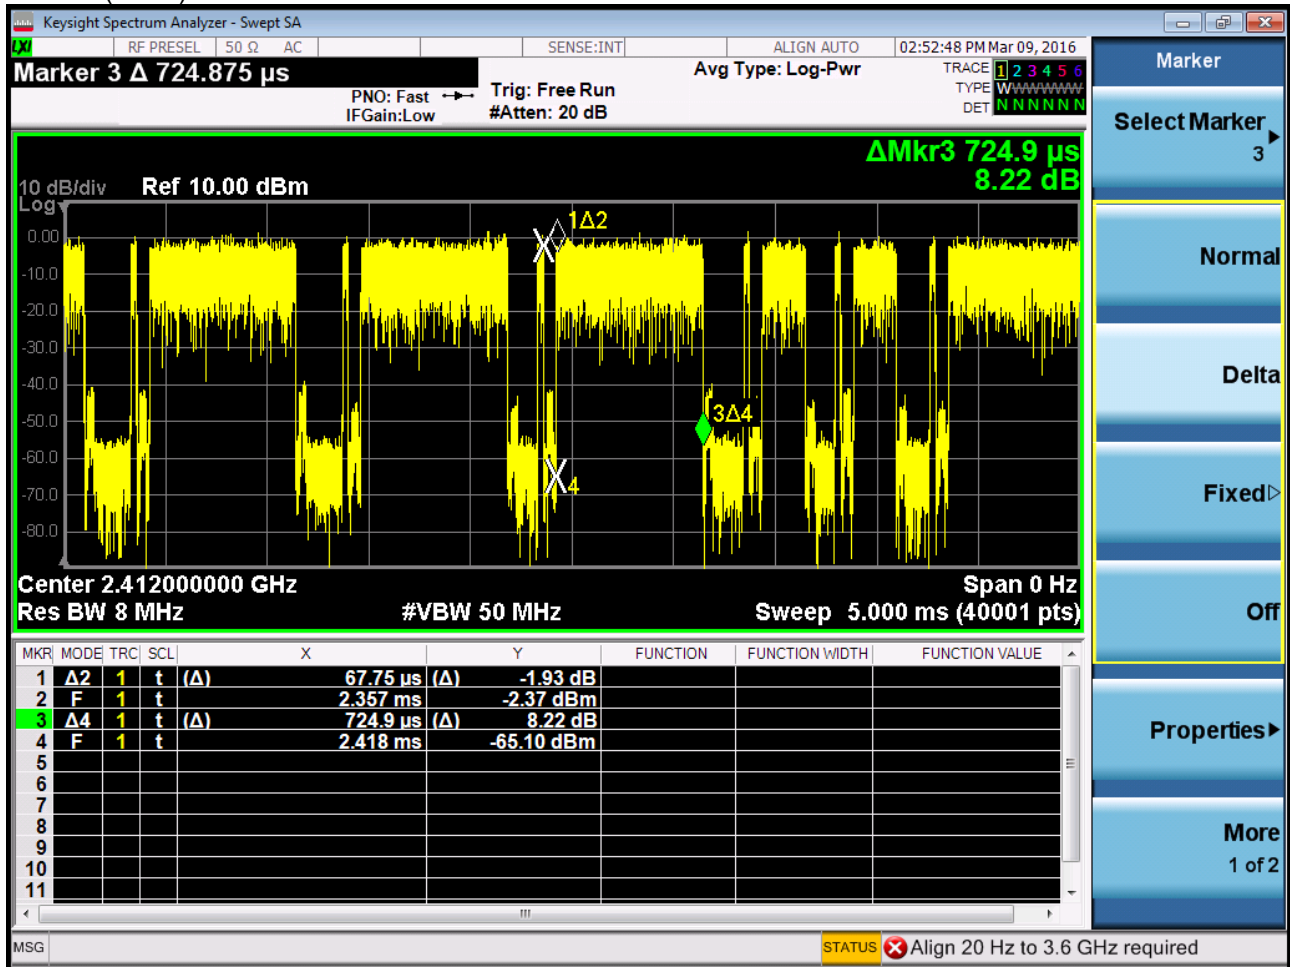 Keysight Spectrum Analyzer - Swept SA
LXI RF PRESEL 50 Ω AC SENSE:INT ALIGN AUTO 02:52:48 PM Mar 09, 2016
Marker 3 Δ 724.875 µs
PNO: Fast
IFGain:Low
Trig: Free Run
#Atten: 20 dB
Avg Type: Log-Pwr
TRACE 1 2 3 4 5 6
TYPE WWWWWW
DET N N N N N N
ΔMkr3 724.9 µs
8.22 dB
10 dB/div Ref 10.00 dBm
Log
0.00
-10.0
-20.0
-30.0
-40.0
-50.0
-60.0
-70.0
-80.0
1Δ2
3Δ4
4
Center 2.412000000 GHz Span 0 Hz
Res BW 8 MHz #VBW 50 MHz Sweep 5.000 ms (40001 pts)
MKR MODE TRC SCL X Y FUNCTION FUNCTION WIDTH FUNCTION VALUE
1 Δ2 1 t (Δ) 67.75 µs (Δ) -1.93 dB
2 F 1 t 2.357 ms -2.37 dBm
3 Δ4 1 t (Δ) 724.9 µs (Δ) 8.22 dB
4 F 1 t 2.418 ms -65.10 dBm
5
6
7
8
9
10
11
MSG STATUS Align 20 Hz to 3.6 GHz required
Marker
Select Marker
3
Normal
Delta
Fixed
Off
Properties
More
1 of 2